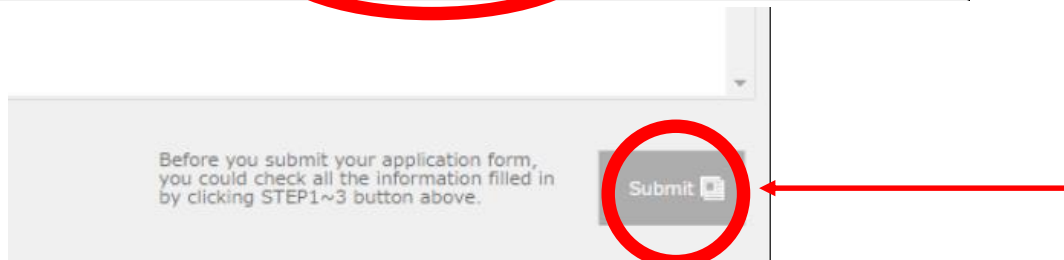 Before you submit your application form,
you could check all the information filled in
by clicking STEP1~3 button above.
Submit